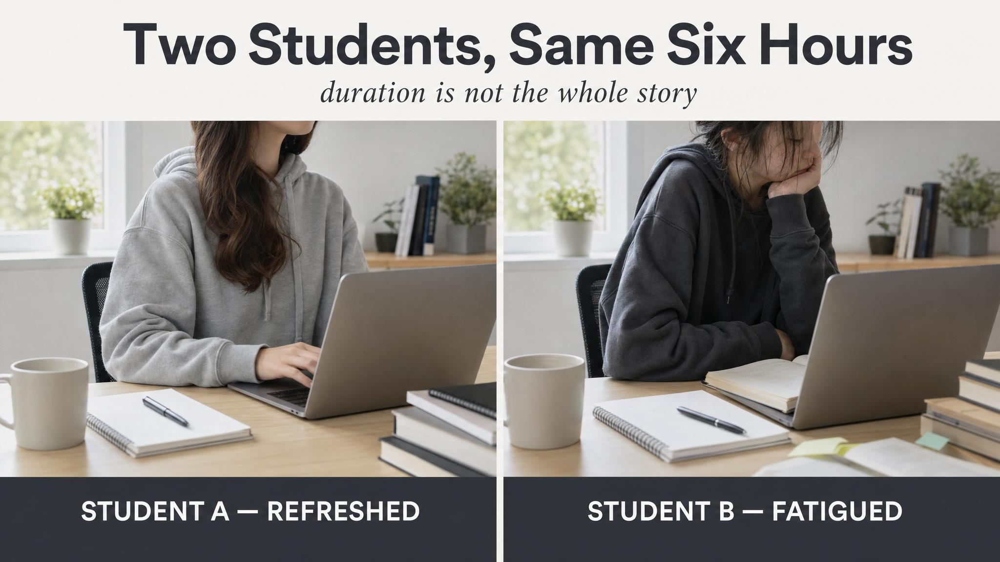 Two Students, Same Six Hours
duration is not the whole story
STUDENT A — REFRESHED
STUDENT B — FATIGUED